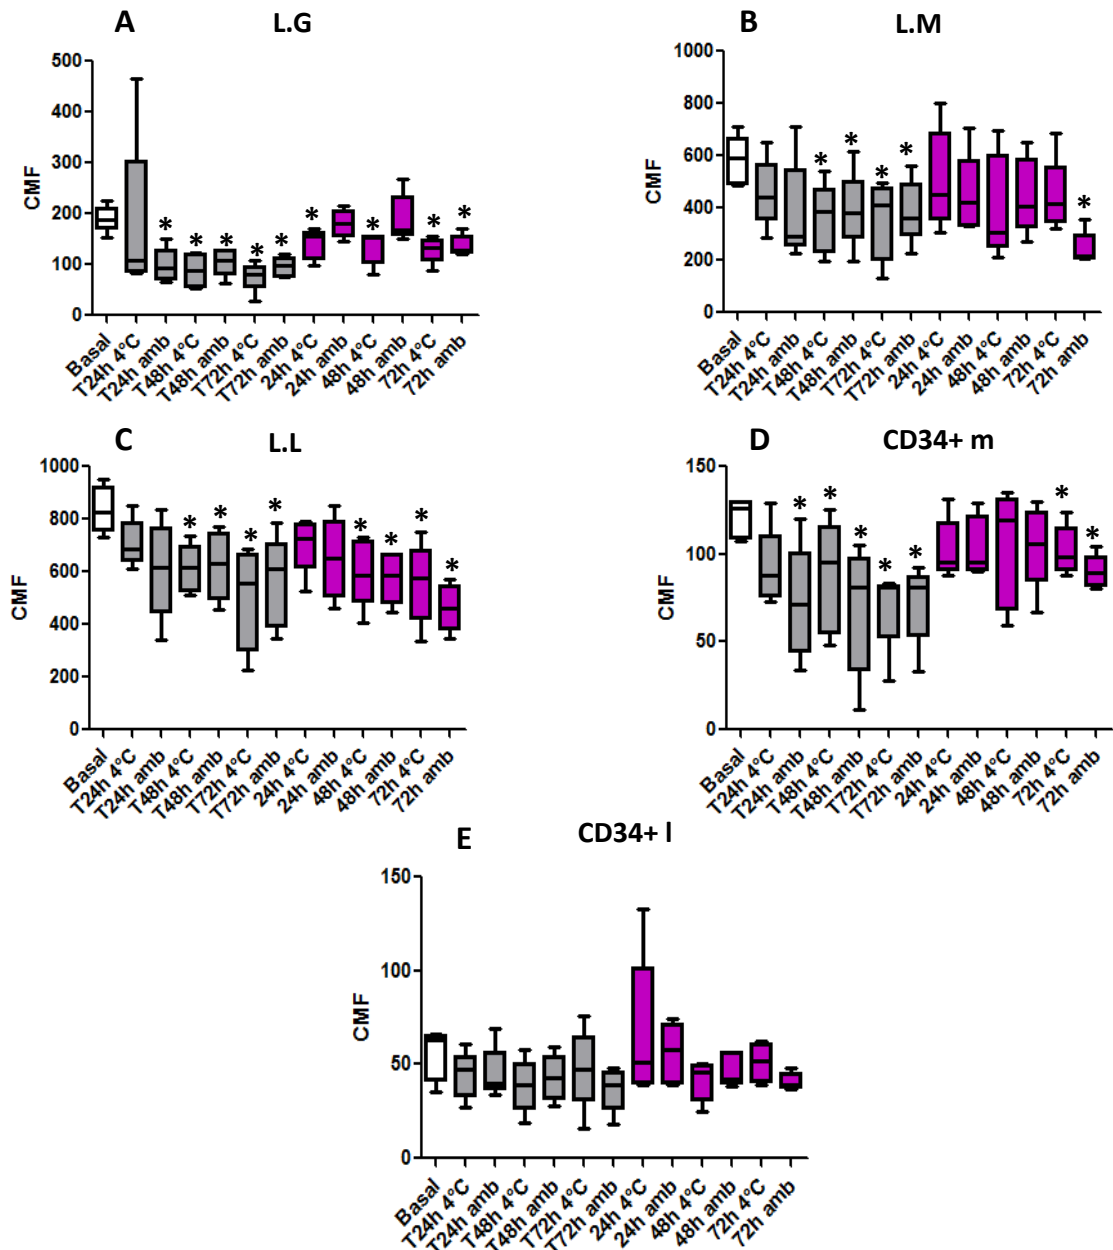 A L.G
500
400
300
200
100
0
CMF
* * * * * * * * * *
Basal
T24h 4°C
T24h amb
T48h 4°C
T48h amb
T72h 4°C
T72h amb
24h 4°C
24h amb
48h 4°C
48h amb
72h 4°C
72h amb
B L.M
1000
800
600
400
200
0
CMF
* * * * *
Basal
T24h 4°C
T24h amb
T48h 4°C
T48h amb
T72h 4°C
T72h amb
24h 4°C
24h amb
48h 4°C
48h amb
72h 4°C
72h amb
C L.L
1000
800
600
400
200
0
CMF
* * * * * * * *
Basal
T24h 4°C
T24h amb
T48h 4°C
T48h amb
T72h 4°C
T72h amb
24h 4°C
24h amb
48h 4°C
48h amb
72h 4°C
72h amb
D CD34+ m
150
100
50
0
CMF
* * * * * * *
Basal
T24h 4°C
T24h amb
T48h 4°C
T48h amb
T72h 4°C
T72h amb
24h 4°C
24h amb
48h 4°C
48h amb
72h 4°C
72h amb
E CD34+ l
150
100
50
0
CMF
Basal
T24h 4°C
T24h amb
T48h 4°C
T48h amb
T72h 4°C
T72h amb
24h 4°C
24h amb
48h 4°C
48h amb
72h 4°C
72h amb